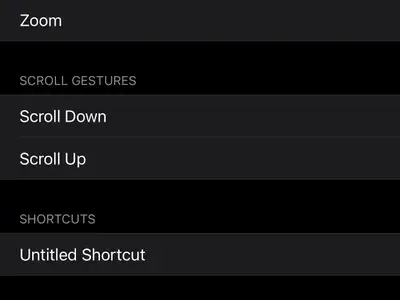 Zoom
SCROLL GESTURES
Scroll Down
Scroll Up
SHORTCUTS
Untitled Shortcut